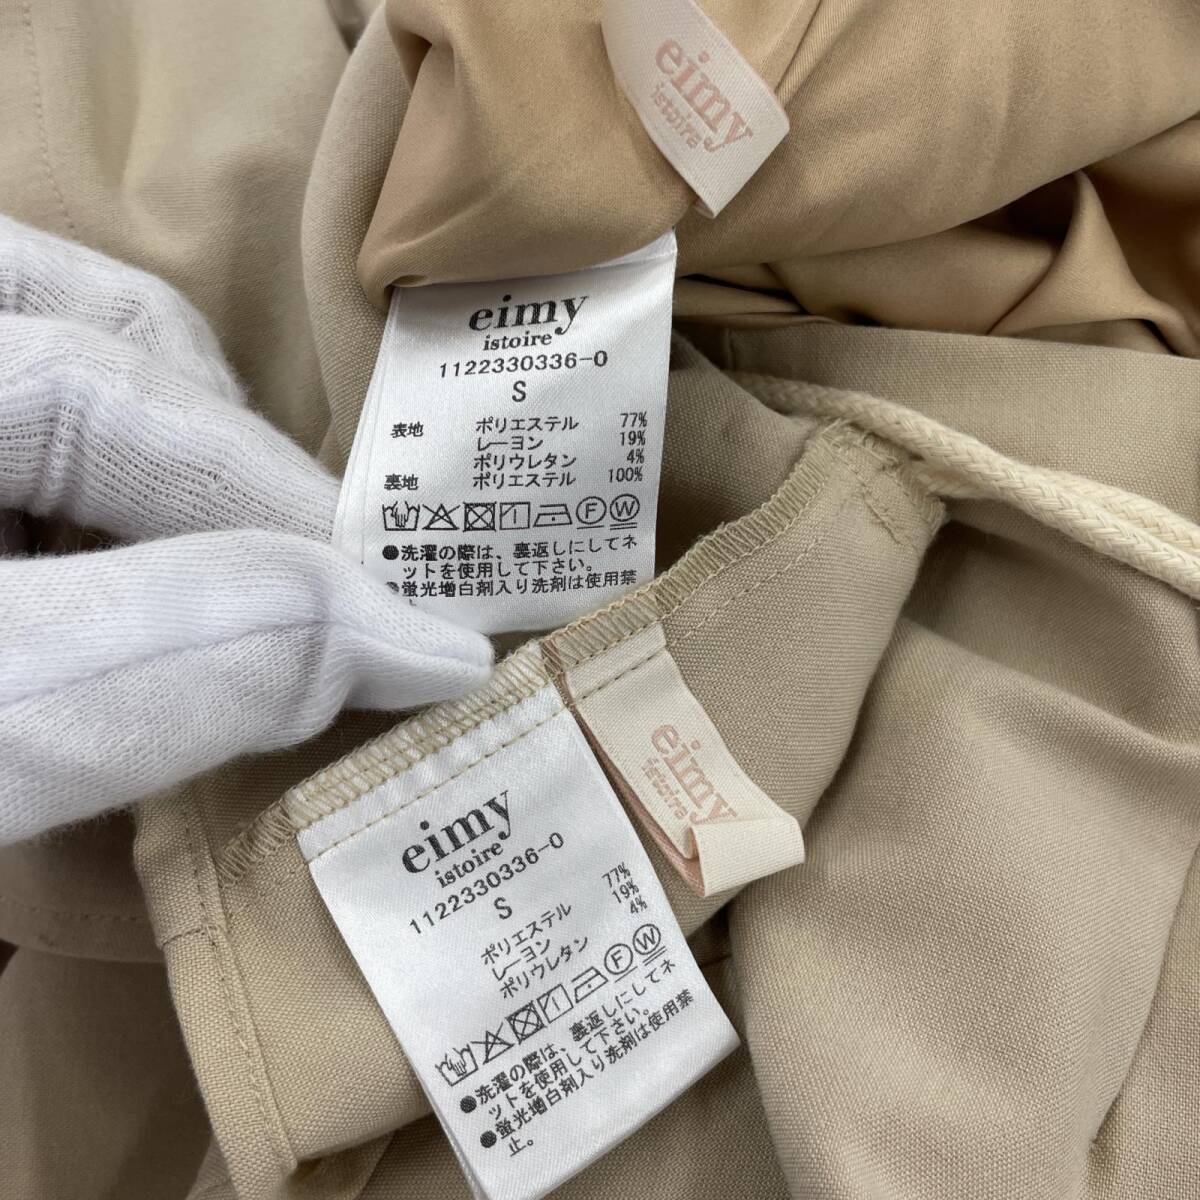 eimy
istoire
eimy
istoire
1122330336-0
S
表地 ポリエステル 77%
レーヨン 19%
ポリウレタン 4%
裏地 ポリエステル 100%
F W
●洗濯の際は、裏返しにしてネ
ットを使用して下さい。
●蛍光増白剤入り洗剤は使用禁
止
eimy
istoire
eimy
istoire
1122330336-0
S
ポリエステル 77%
レーヨン 19%
ポリウレタン 4%
F W
●洗濯の際は、裏返しにしてネ
ットを使用して下さい。
●蛍光増白剤入り洗剤は使用禁
止。